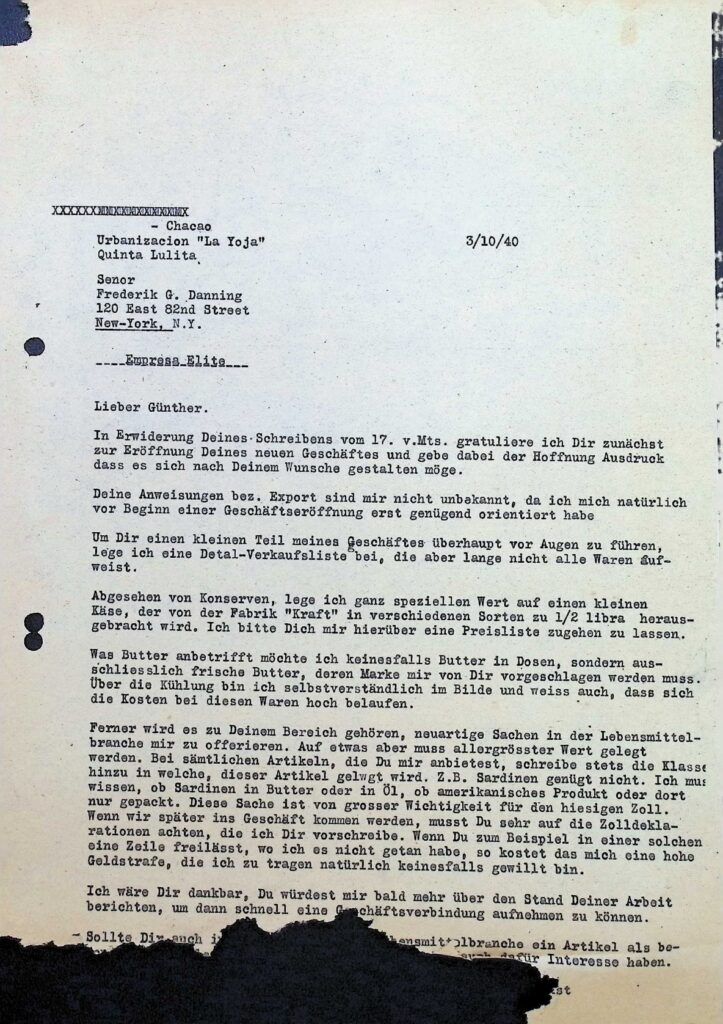 - Chacao
Urbanizacion "La Yoja"
3/10/40
Quinta Lulita
Senor
Frederik G. Danning
120 East 82nd Street
New-York, N.Y.
____Empresa Elite___
Lieber Günther.
In Erwiderung Deines Schreibens vom 17. v.Mts. gratuliere ich Dir zunächst
zur Eröffnung Deines neuen Geschäftes und gebe dabei der Hoffnung Ausdruck
dass es sich nach Deinem Wunsche gestalten möge.
Deine Anweisungen bez. Export sind mir nicht unbekannt, da ich mich natürlich
vor Beginn einer Geschäftseröffnung erst genügend orientiert habe
Um Dir einen kleinen Teil meines Geschäftes überhaupt vor Augen zu führen,
lege ich eine Detal-Verkaufsliste bei, die aber lange nicht alle Waren auf-
weist.
Abgesehen von Konserven, lege ich ganz speziellen Wert auf einen kleinen
Käse, der von der Fabrik "Kraft" in verschiedenen Sorten zu 1/2 libra heraus-
gebracht wird. Ich bitte Dich mir hierüber eine Preisliste zugehen zu lassen.
Was Butter anbetrifft möchte ich keinesfalls Butter in Dosen, sondern aus-
schliesslich frische Butter, deren Marke mir von Dir vorgeschlagen werden muss.
Über die Kühlung bin ich selbstverständlich im Bilde und weiss auch, dass sich
die Kosten bei diesen Waren hoch belaufen.
Ferner wird es zu Deinem Bereich gehören, neuartige Sachen in der Lebensmittel-
branche mir zu offerieren. Auf etwas aber muss allergrösster Wert gelegt
werden. Bei sämtlichen Artikeln, die Du mir anbietest, schreibe stets die Klasse
hinzu in welche, dieser Artikel gelwgt wird. Z.B. Sardinen genügt nicht. Ich mus
wissen, ob Sardinen in Butter oder in Öl, ob amerikanisches Produkt oder dort
nur gepackt. Diese Sache ist von grosser Wichtigkeit für den hiesigen Zoll.
Wenn wir später ins Geschäft kommen werden, musst Du sehr auf die Zolldekla-
rationen achten, die ich Dir vorschreibe. Wenn Du zum Beispiel in einer solchen
eine Zeile freilässt, wo ich es nicht getan habe, so kostet das mich eine hohe
Geldstrafe, die ich zu tragen natürlich keinesfalls gewillt bin.
Ich wäre Dir dankbar, Du würdest mir bald mehr über den Stand Deiner Arbeit
berichten, um dann schnell eine Geschäftsverbindung aufnehmen zu können.
- Sollte Dir auch ein Artikel als be-
dafür Interesse haben.